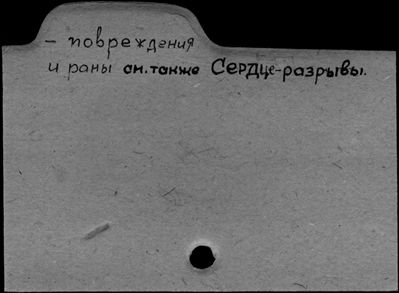 - повреждения
и раны см. также Сердце-разрывы.